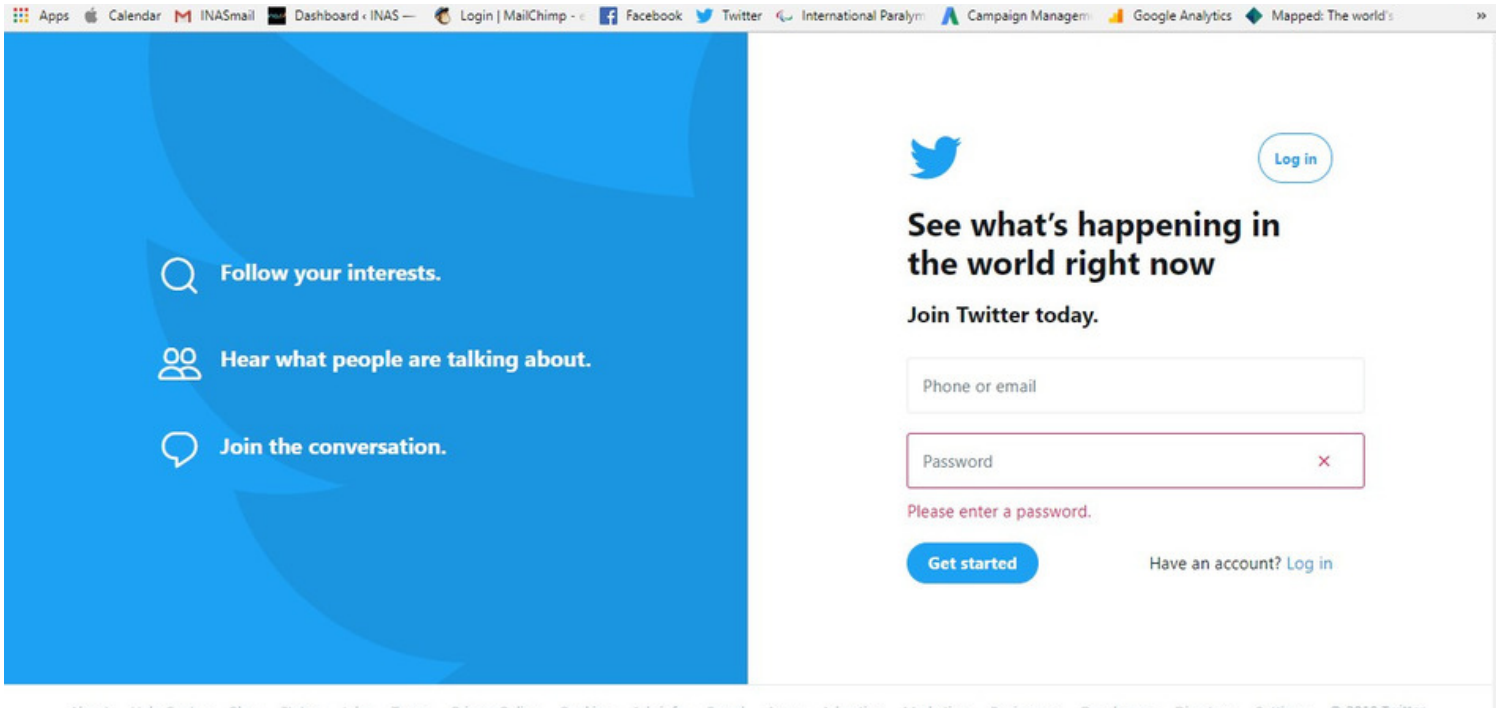 Apps Calendar INASmail Dashboard ‹ INAS — Login | MailChimp - e Facebook Twitter International Paralym Campaign Managem Google Analytics Mapped: The world's »
Follow your interests.
Hear what people are talking about.
Join the conversation.
Log in
See what's happening in
the world right now
Join Twitter today.
Phone or email
Password ×
Please enter a password.
Get started
Have an account? Log in